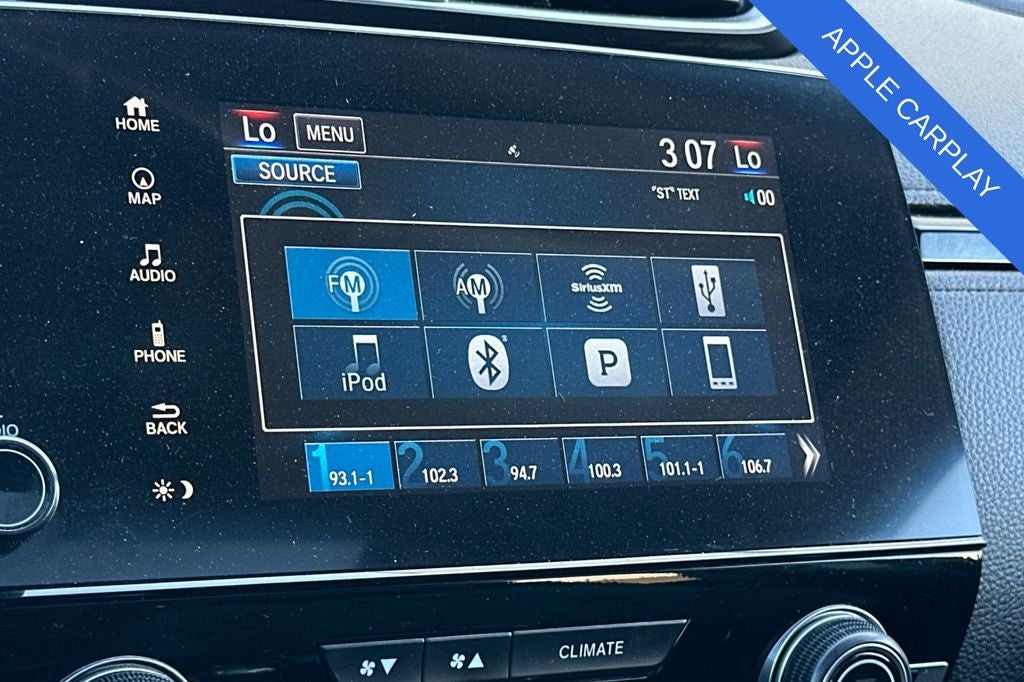 APPLE CARPLAY
HOME
MAP
AUDIO
PHONE
BACK
Lo
MENU
3 07
Lo
SOURCE
"ST" TEXT
00
FM
AM
SiriusXM
iPod
P
1 93.1-1
2 102.3
3 94.7
4 100.3
5 101.1-1
6 106.7
CLIMATE